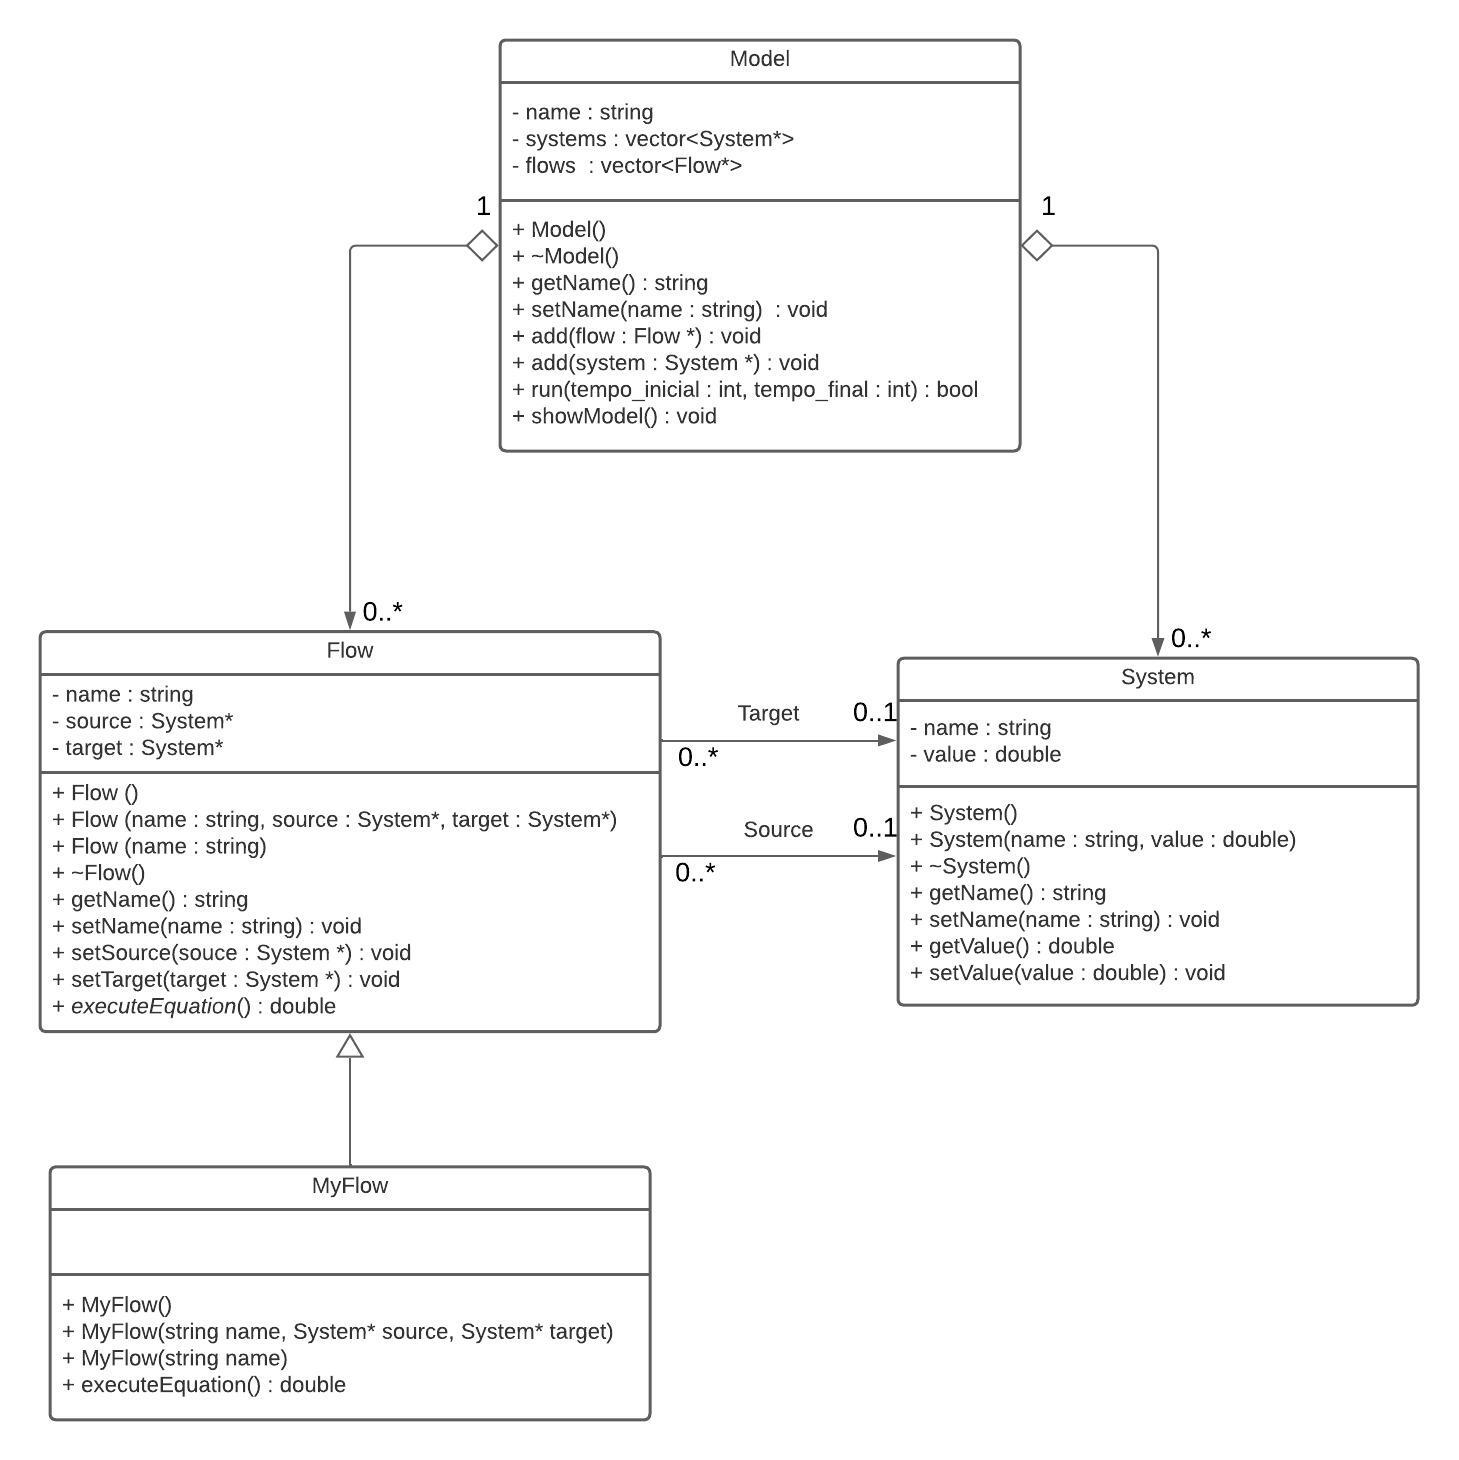 Model
- name : string
- systems : vector<System*>
- flows  : vector<Flow*>
1
1
+ Model()
+ ~Model()
+ getName() : string
+ setName(name : string)  : void
+ add(flow : Flow *) : void
+ add(system : System *) : void
+ run(tempo_inicial : int, tempo_final : int) : bool
+ showModel() : void
0..*
0..*
Flow
- name : string
- source : System*
- target : System*
+ Flow ()
+ Flow (name : string, source : System*, target : System*)
+ Flow (name : string)
+ ~Flow()
+ getName() : string
+ setName(name : string) : void
+ setSource(souce : System *) : void
+ setTarget(target : System *) : void
+ executeEquation() : double
Target
0..1
0..*
Source
0..1
0..*
System
- name : string
- value : double
+ System()
+ System(name : string, value : double)
+ ~System()
+ getName() : string
+ setName(name : string) : void
+ getValue() : double
+ setValue(value : double) : void
MyFlow
+ MyFlow()
+ MyFlow(string name, System* source, System* target)
+ MyFlow(string name)
+ executeEquation() : double